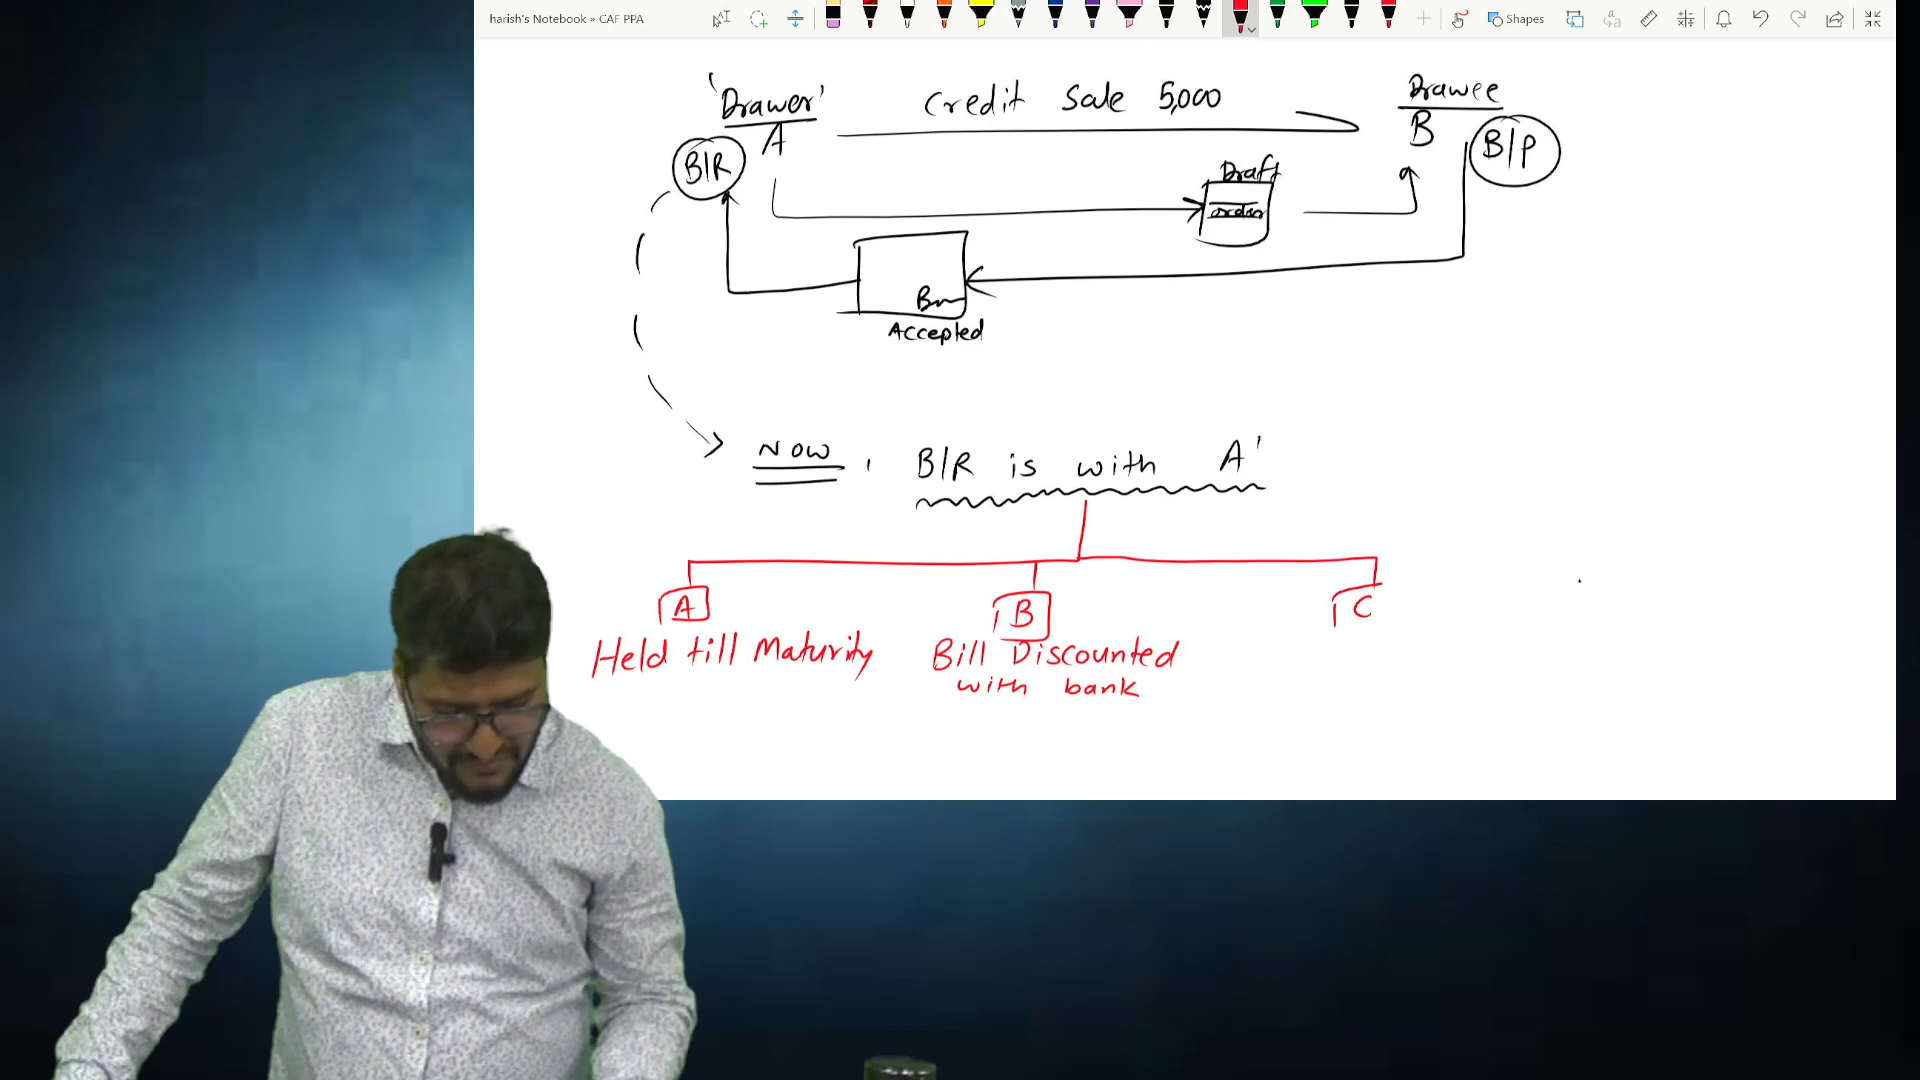 harish's Notebook » CAF PPA
Shapes
'Drawer'
Credit Sale 5,000
Drawee
A
B
B/R
B/P
Draft
order
Accepted
Now : B/R is with A'
A
B
C
Held till Maturity
Bill Discounted
with bank